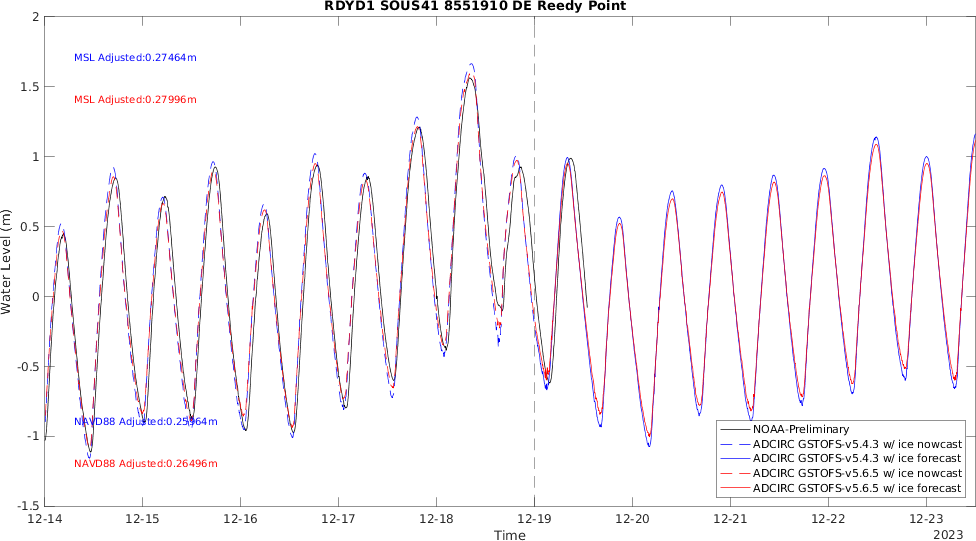 RDYD1 SOUS41 8551910 DE Reedy Point
2
1.5
1
0.5
0
-0.5
-1
-1.5
Water Level (m)
MSL Adjusted:0.27464m
MSL Adjusted:0.27996m
NAVD88 Adjusted:0.25964m
NAVD88 Adjusted:0.26496m
NOAA-Preliminary
ADCIRC GSTOFS-v5.4.3 w/ ice nowcast
ADCIRC GSTOFS-v5.4.3 w/ ice forecast
ADCIRC GSTOFS-v5.6.5 w/ ice nowcast
ADCIRC GSTOFS-v5.6.5 w/ ice forecast
12-14 12-15 12-16 12-17 12-18 12-19 12-20 12-21 12-22 12-23
Time
2023